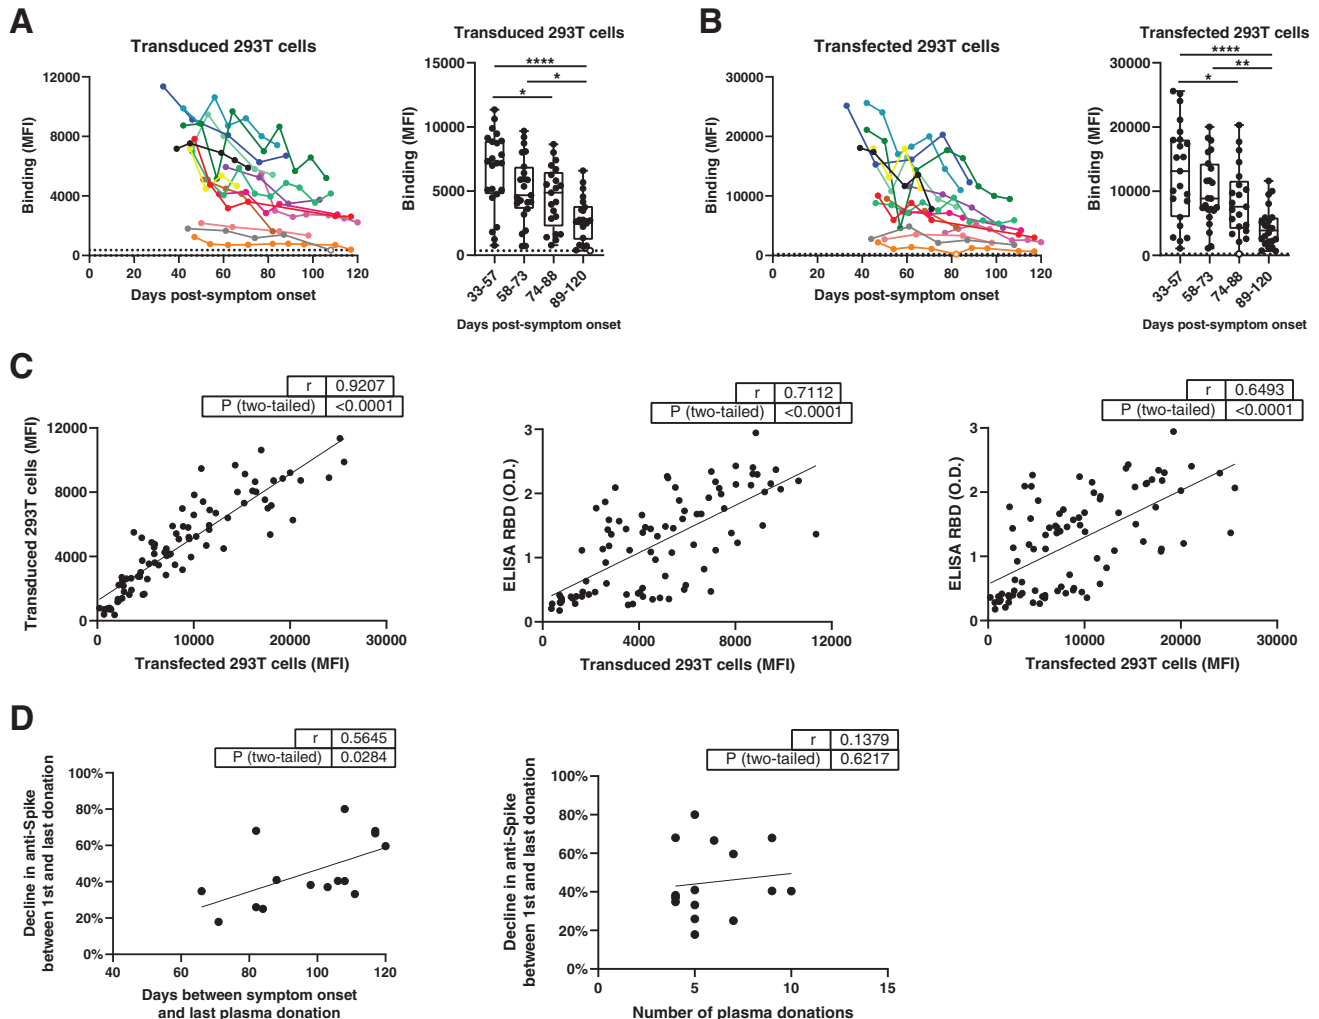 A
Transduced 293T cells
Binding (MFI)
12000
8000
4000
0
0 20 40 60 80 100 120
Days post-symptom onset
Transduced 293T cells
Binding (MFI)
15000
10000
5000
0
****
*
*
33-57 58-73 74-88 89-120
Days post-symptom onset
B
Transfected 293T cells
Binding (MFI)
30000
20000
10000
0
0 20 40 60 80 100 120
Days post-symptom onset
Transfected 293T cells
Binding (MFI)
30000
20000
10000
0
****
**
*
33-57 58-73 74-88 89-120
Days post-symptom onset
C
r 0.9207
P (two-tailed) <0.0001
Transduced 293T cells (MFI)
12000
8000
4000
0
0 10000 20000 30000
Transfected 293T cells (MFI)
r 0.7112
P (two-tailed) <0.0001
ELISA RBD (O.D.)
3
2
1
0
0 4000 8000 12000
Transduced 293T cells (MFI)
r 0.6493
P (two-tailed) <0.0001
ELISA RBD (O.D.)
3
2
1
0
0 10000 20000 30000
Transfected 293T cells (MFI)
D
r 0.5645
P (two-tailed) 0.0284
Decline in anti-Spike
between 1st and last donation
100%
80%
60%
40%
20%
0%
40 60 80 100 120
Days between symptom onset
and last plasma donation
r 0.1379
P (two-tailed) 0.6217
Decline in anti-Spike
between 1st and last donation
100%
80%
60%
40%
20%
0%
0 5 10 15
Number of plasma donations